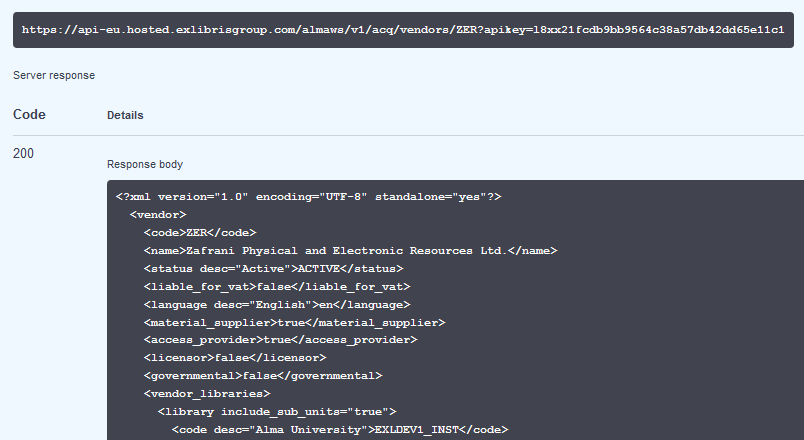 https://api-eu.hosted.exlibrisgroup.com/almaws/v1/acq/vendors/ZER?apikey=l8xx21fcdb9bb9564c38a57db42dd65e11c1
Server response
Code Details
200
Response body
<?xml version="1.0" encoding="UTF-8" standalone="yes"?>
<vendor>
<code>ZER</code>
<name>Zafrani Physical and Electronic Resources Ltd.</name>
<status desc="Active">ACTIVE</status>
<liable_for_vat>false</liable_for_vat>
<language desc="English">en</language>
<material_supplier>true</material_supplier>
<access_provider>true</access_provider>
<licensor>false</licensor>
<governmental>false</governmental>
<vendor_libraries>
<library include_sub_units="true">
<code desc="Alma University">EXLDEV1_INST</code>